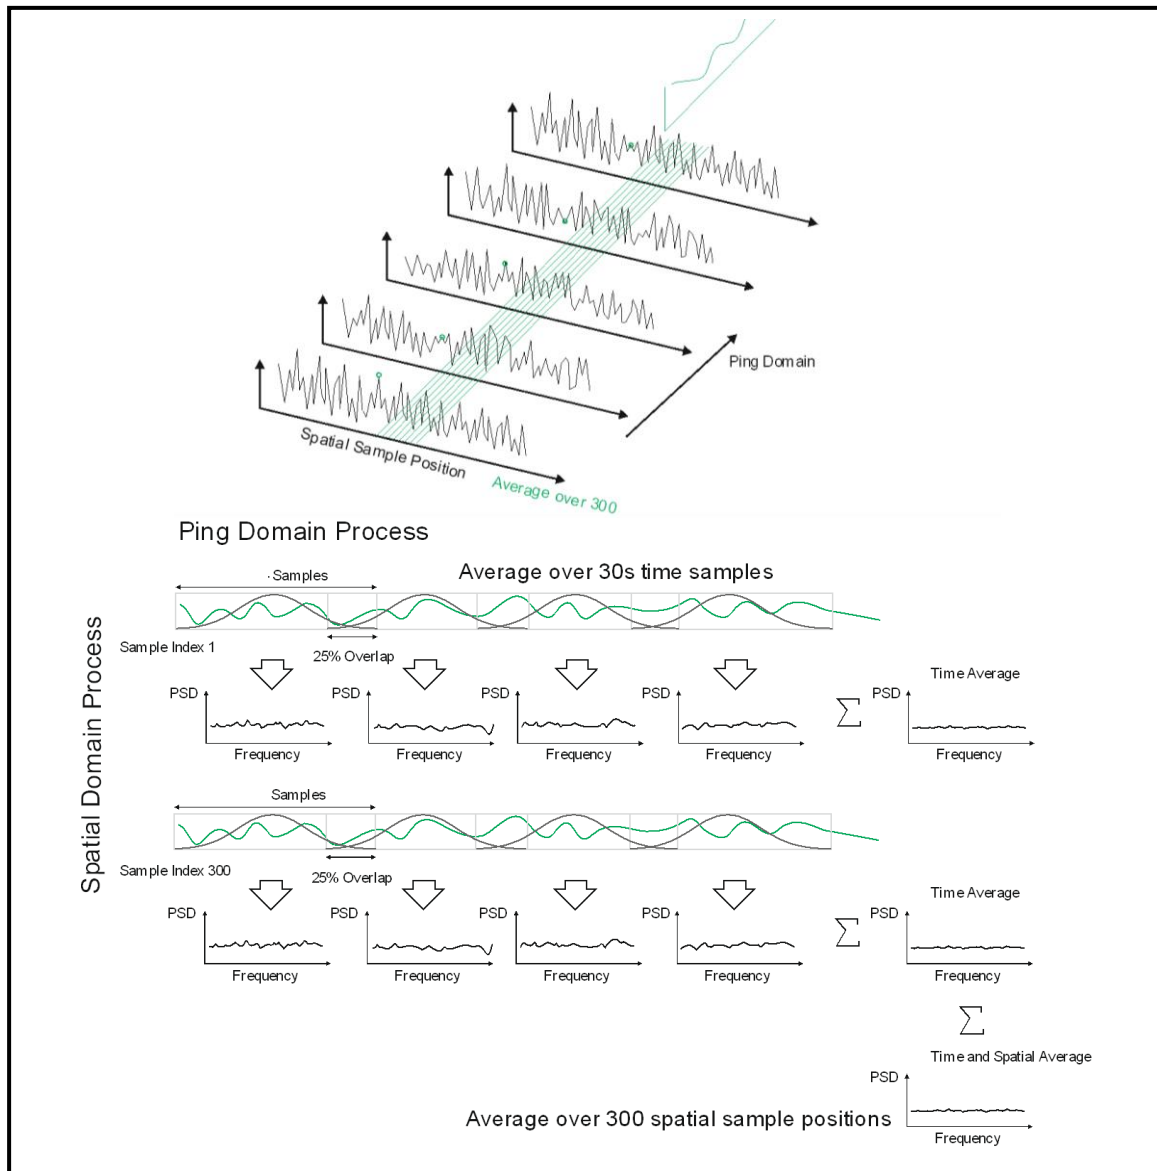 Ping Domain
Spatial Sample Position
Average over 300
Ping Domain Process
Spatial Domain Process
Samples
Average over 30s time samples
Sample Index 1
25% Overlap
Time Average
PSD
PSD
PSD
PSD
Σ
PSD
Frequency
Frequency
Frequency
Frequency
Frequency
Samples
Sample Index 300
25% Overlap
Time Average
PSD
PSD
PSD
PSD
Σ
PSD
Frequency
Frequency
Frequency
Frequency
Frequency
Σ
Time and Spatial Average
PSD
Average over 300 spatial sample positions
Frequency